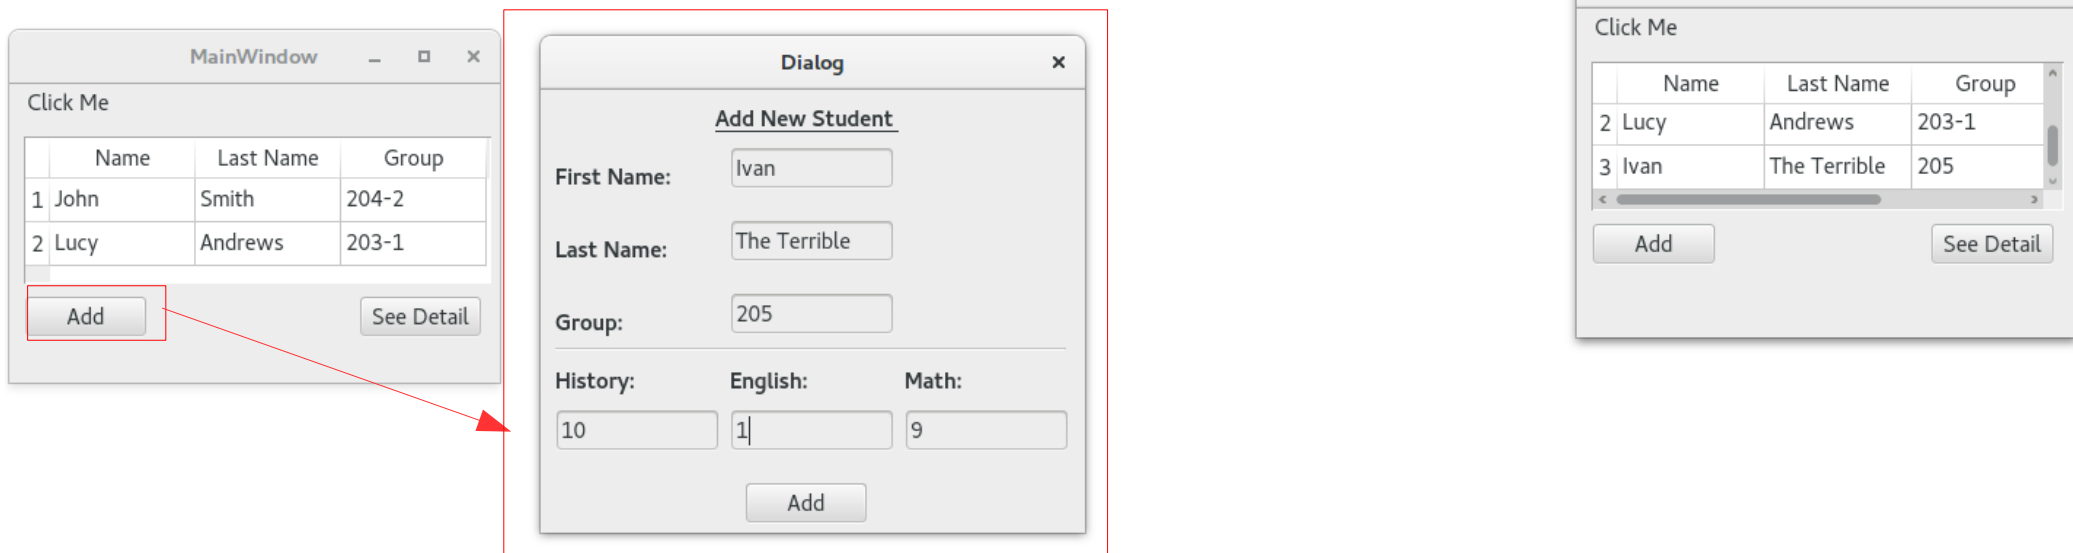 MainWindow
Click Me
Name Last Name Group
1 John Smith 204-2
2 Lucy Andrews 203-1
Add See Detail
Dialog
Add New Student
First Name: Ivan
Last Name: The Terrible
Group: 205
History: English: Math:
10 1 9
Add
Click Me
Name Last Name Group
2 Lucy Andrews 203-1
3 Ivan The Terrible 205
Add See Detail